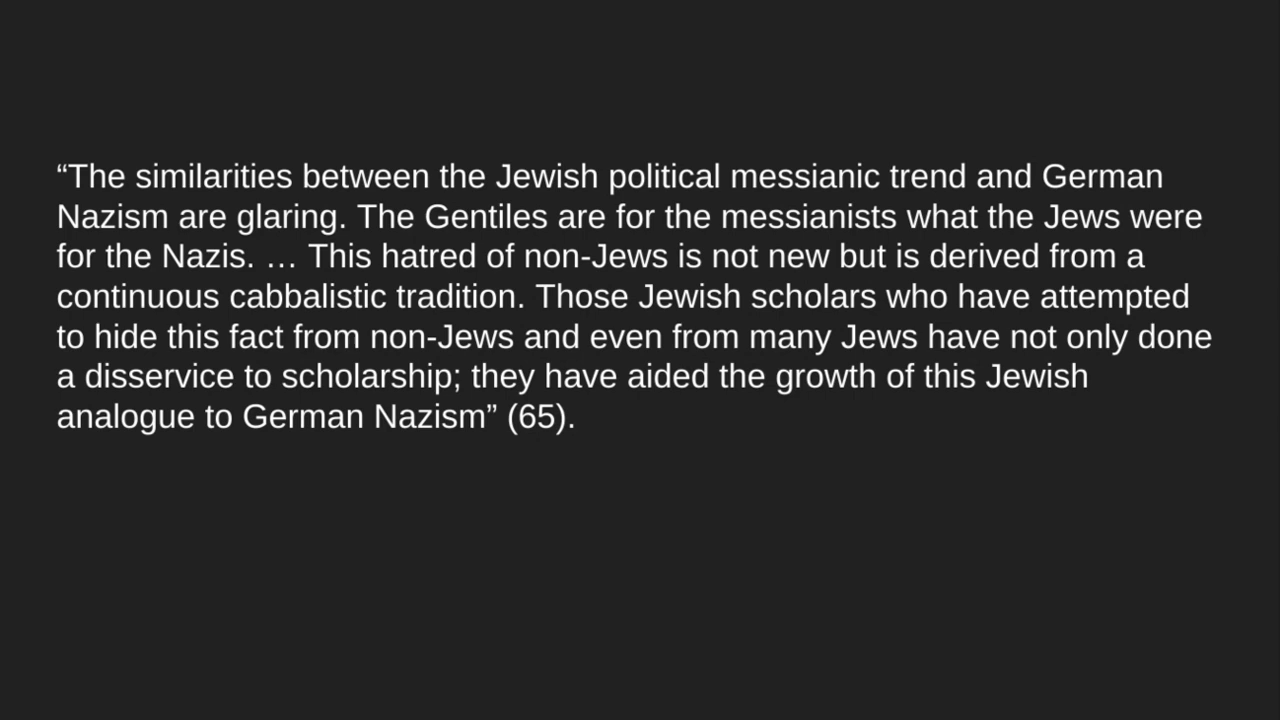 “The similarities between the Jewish political messianic trend and German
Nazism are glaring. The Gentiles are for the messianists what the Jews were
for the Nazis. … This hatred of non-Jews is not new but is derived from a
continuous cabbalistic tradition. Those Jewish scholars who have attempted
to hide this fact from non-Jews and even from many Jews have not only done
a disservice to scholarship; they have aided the growth of this Jewish
analogue to German Nazism” (65).